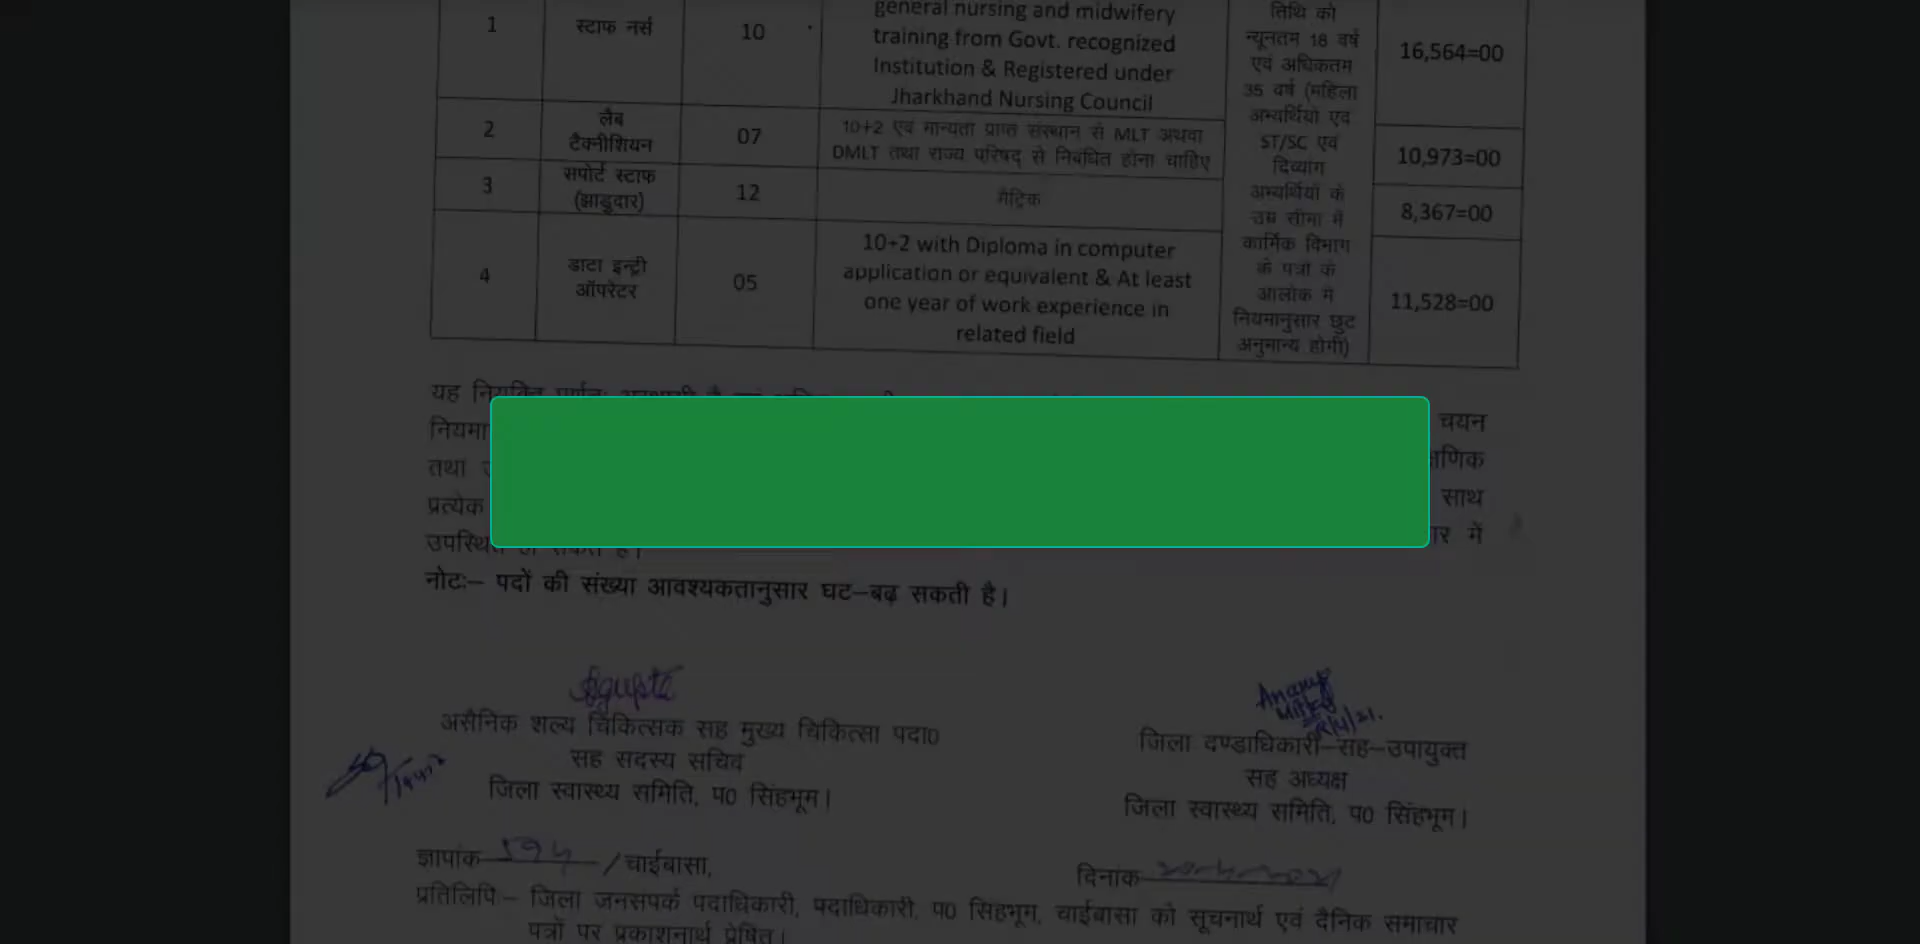 general nursing and midwifery
training from Govt. recognized
Institution & Registered under
Jharkhand Nursing Council
1
स्टाफ नर्स
10
16,564=00
2
लैब
टैक्नीशियन
07
10+2 एवं मान्यता प्राप्त संस्थान से MLT अथवा
DMLT तथा राज्य परिषद् से निबंधित होना चाहिए
10,973=00
3
सपोर्ट स्टाफ
(झाडुदार)
12
मैट्रिक
8,367=00
4
डाटा इन्ट्री
ऑपरेटर
05
10+2 with Diploma in computer
application or equivalent & At least
one year of work experience in
related field
तिथि को
न्यूनतम 18 वर्ष
एवं अधिकतम
35 वर्ष (महिला
अभ्यर्थियों एवं
ST/SC एवं
दिव्यांग
अभ्यर्थियों के
उम्र सीमा में
कार्मिक विभाग
के पत्रों के
आलोक में
नियमानुसार छुट
अनुमान्य होगी)
11,528=00
यह
चयन
तथा
प्रत्येक
साथ
में
नोटः– पदों की संख्या आवश्यकतानुसार घट–बढ़ सकती है।
असैनिक शल्य चिकित्सक सह मुख्य चिकित्सा पदा0
सह सदस्य सचिव
जिला स्वास्थ्य समिति, प0 सिंहभूम।
जिला दण्डाधिकारी–सह–उपायुक्त
सह अध्यक्ष
जिला स्वास्थ्य समिति, प0 सिंहभूम।
ज्ञापांक / चाईबासा,
दिनांक
प्रतिलिपिः– जिला जनसंपर्क पदाधिकारी, पदाधिकारी, प0 सिंहभूम, चाईबासा को सूचनार्थ एवं दैनिक समाचार
पत्रों पर प्रकाशनार्थ प्रेषित।